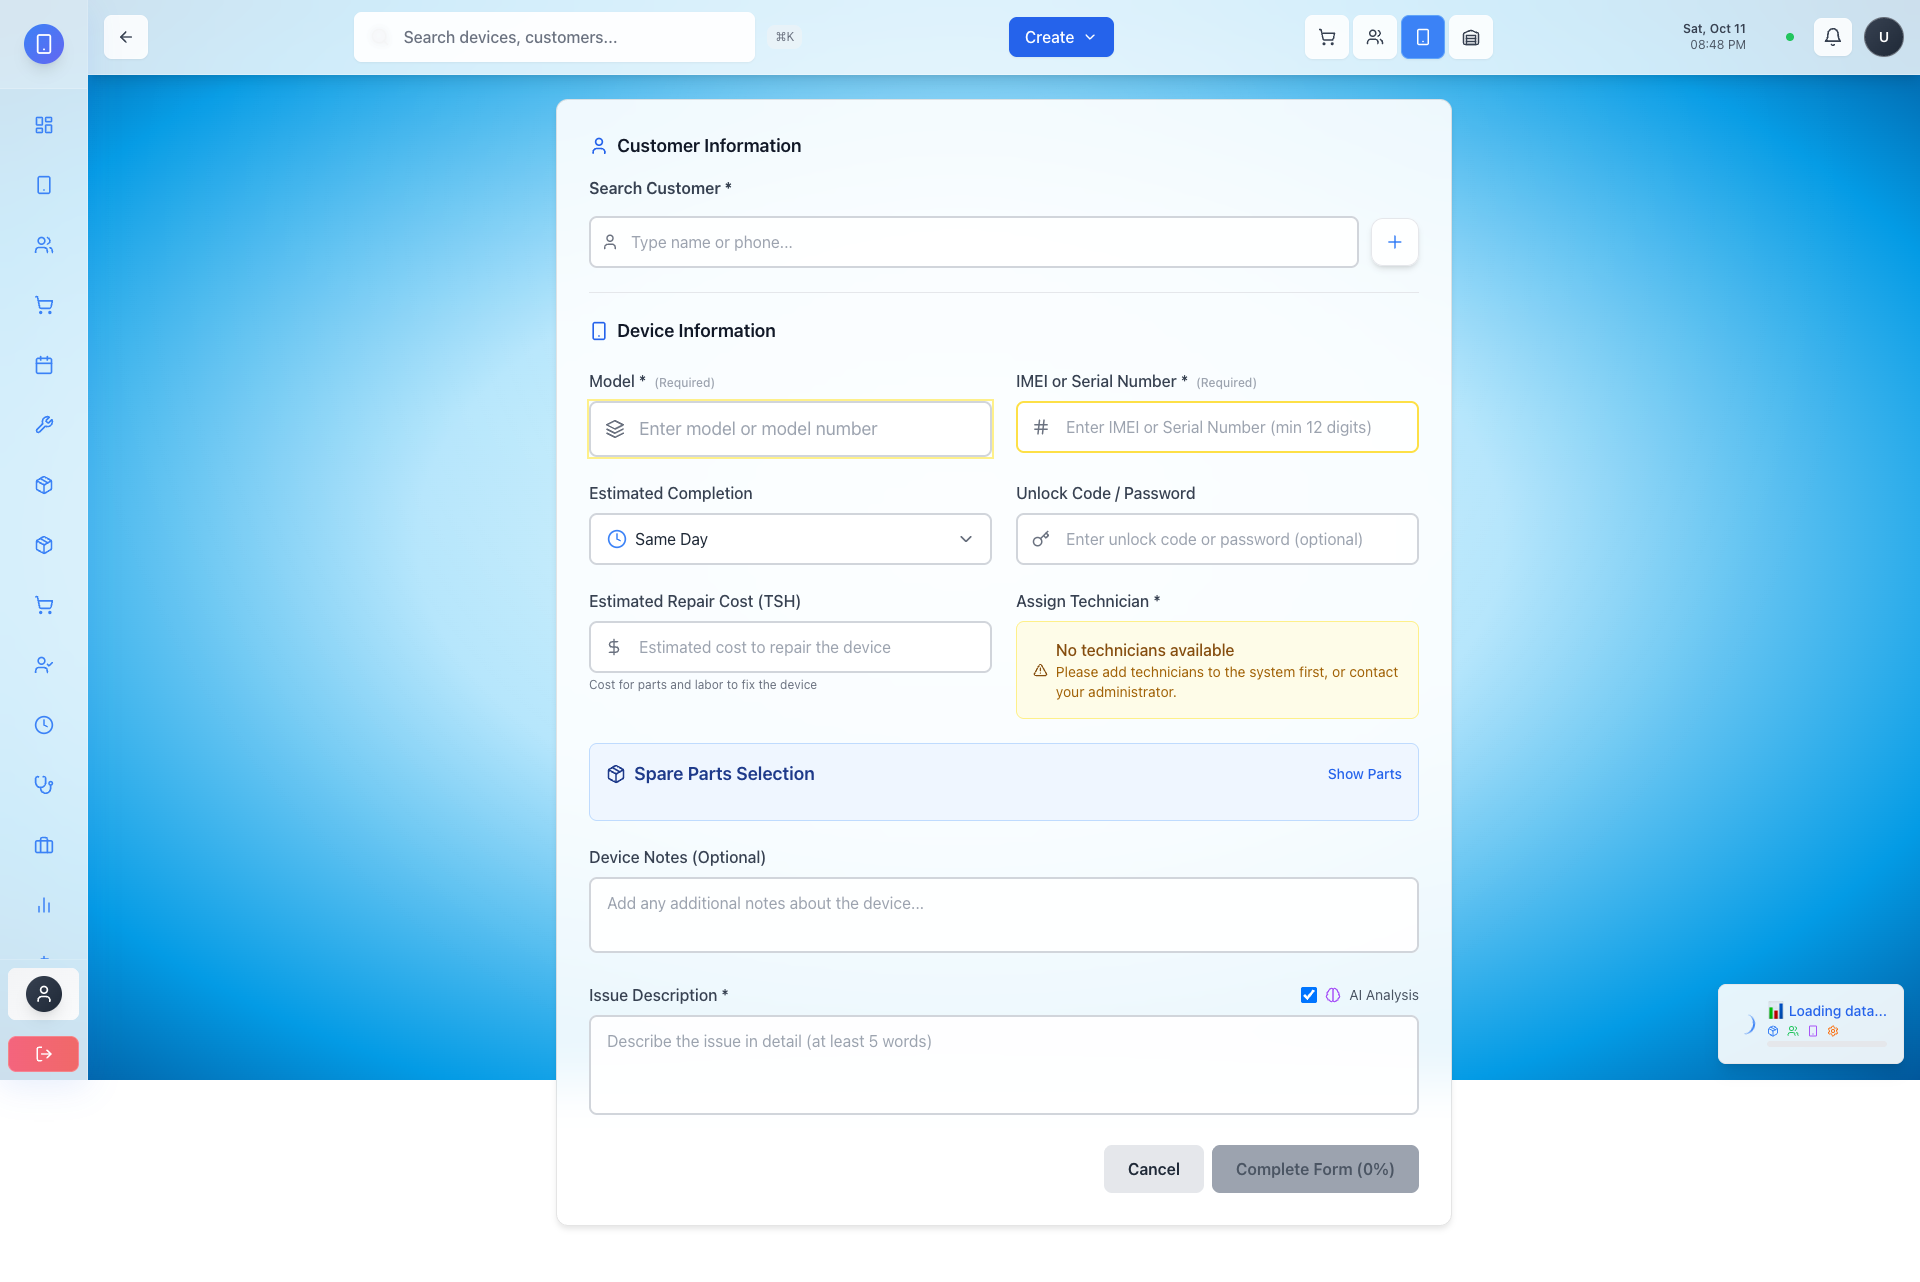 Search devices, customers...
⌘K
Create
Sat, Oct 11
08:48 PM
U
Customer Information
Search Customer *
Type name or phone...
Device Information
Model * (Required)
IMEI or Serial Number * (Required)
Enter model or model number
Enter IMEI or Serial Number (min 12 digits)
Estimated Completion
Unlock Code / Password
Same Day
Enter unlock code or password (optional)
Estimated Repair Cost (TSH)
Assign Technician *
Estimated cost to repair the device
Cost for parts and labor to fix the device
No technicians available
Please add technicians to the system first, or contact
your administrator.
Spare Parts Selection
Show Parts
Device Notes (Optional)
Add any additional notes about the device...
Issue Description *
AI Analysis
Describe the issue in detail (at least 5 words)
Loading data...
Cancel
Complete Form (0%)